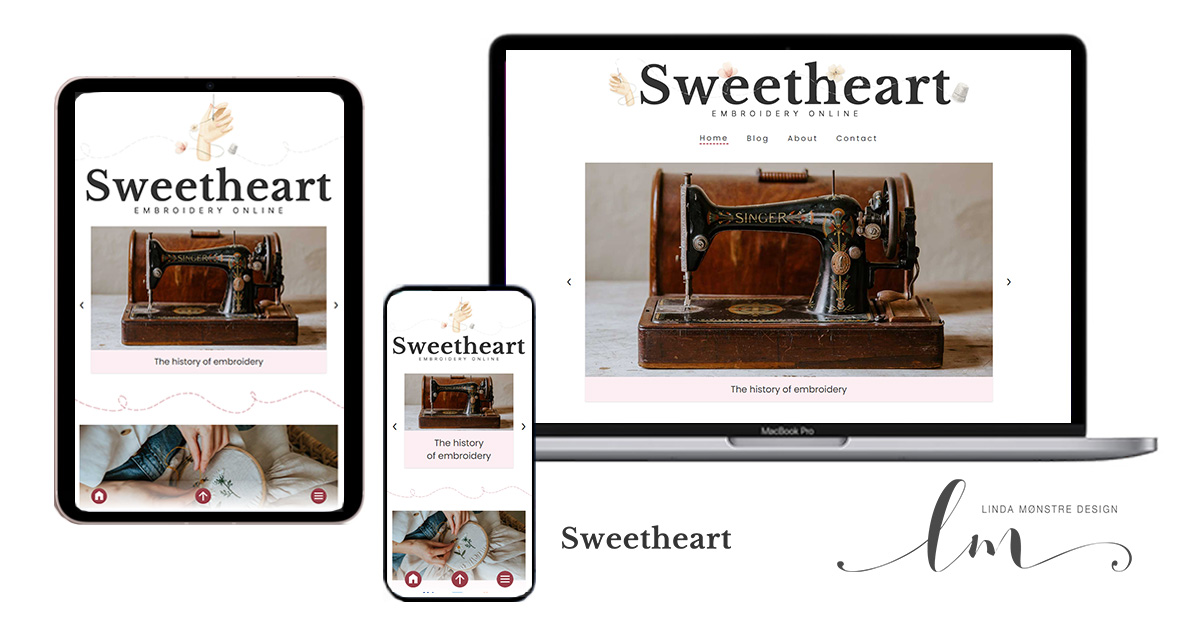 Sweetheart
EMBROIDERY ONLINE
SINGER
The history of embroidery
Sweetheart
EMBROIDERY ONLINE
The history
of embroidery
Sweetheart
EMBROIDERY ONLINE
Home Blog About Contact
SINGER
The history of embroidery
MacBook Pro
Sweetheart
LINDA MØNSTRE DESIGN
lm